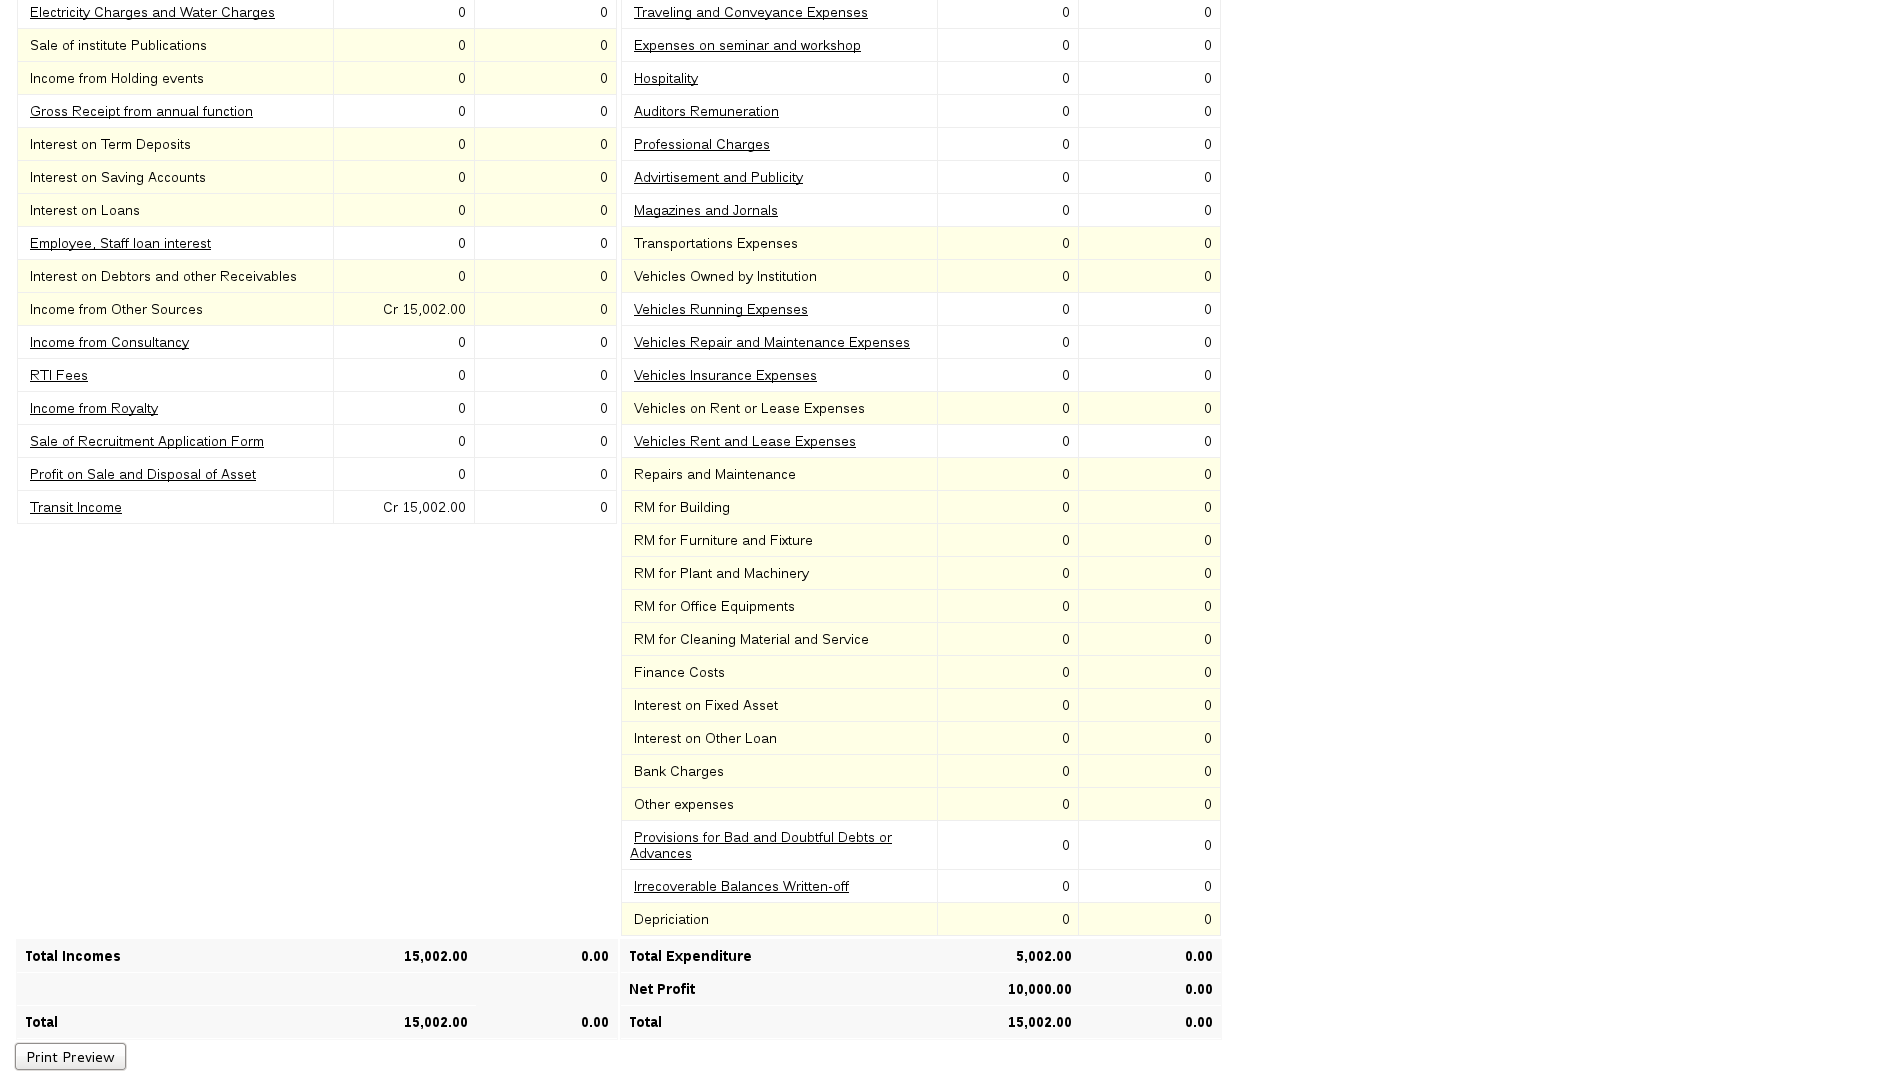 Electricity Charges and Water Charges 0 0
Sale of institute Publications 0 0
Income from Holding events 0 0
Gross Receipt from annual function 0 0
Interest on Term Deposits 0 0
Interest on Saving Accounts 0 0
Interest on Loans 0 0
Employee, Staff loan interest 0 0
Interest on Debtors and other Receivables 0 0
Income from Other Sources Cr 15,002.00 0
Income from Consultancy 0 0
RTI Fees 0 0
Income from Royalty 0 0
Sale of Recruitment Application Form 0 0
Profit on Sale and Disposal of Asset 0 0
Transit Income Cr 15,002.00 0
Traveling and Conveyance Expenses 0 0
Expenses on seminar and workshop 0 0
Hospitality 0 0
Auditors Remuneration 0 0
Professional Charges 0 0
Advirtisement and Publicity 0 0
Magazines and Jornals 0 0
Transportations Expenses 0 0
Vehicles Owned by Institution 0 0
Vehicles Running Expenses 0 0
Vehicles Repair and Maintenance Expenses 0 0
Vehicles Insurance Expenses 0 0
Vehicles on Rent or Lease Expenses 0 0
Vehicles Rent and Lease Expenses 0 0
Repairs and Maintenance 0 0
RM for Building 0 0
RM for Furniture and Fixture 0 0
RM for Plant and Machinery 0 0
RM for Office Equipments 0 0
RM for Cleaning Material and Service 0 0
Finance Costs 0 0
Interest on Fixed Asset 0 0
Interest on Other Loan 0 0
Bank Charges 0 0
Other expenses 0 0
Provisions for Bad and Doubtful Debts or
Advances 0 0
Irrecoverable Balances Written-off 0 0
Depriciation 0 0
Total Incomes 15,002.00 0.00 Total Expenditure 5,002.00 0.00
Net Profit 10,000.00 0.00
Total 15,002.00 0.00 Total 15,002.00 0.00
Print Preview